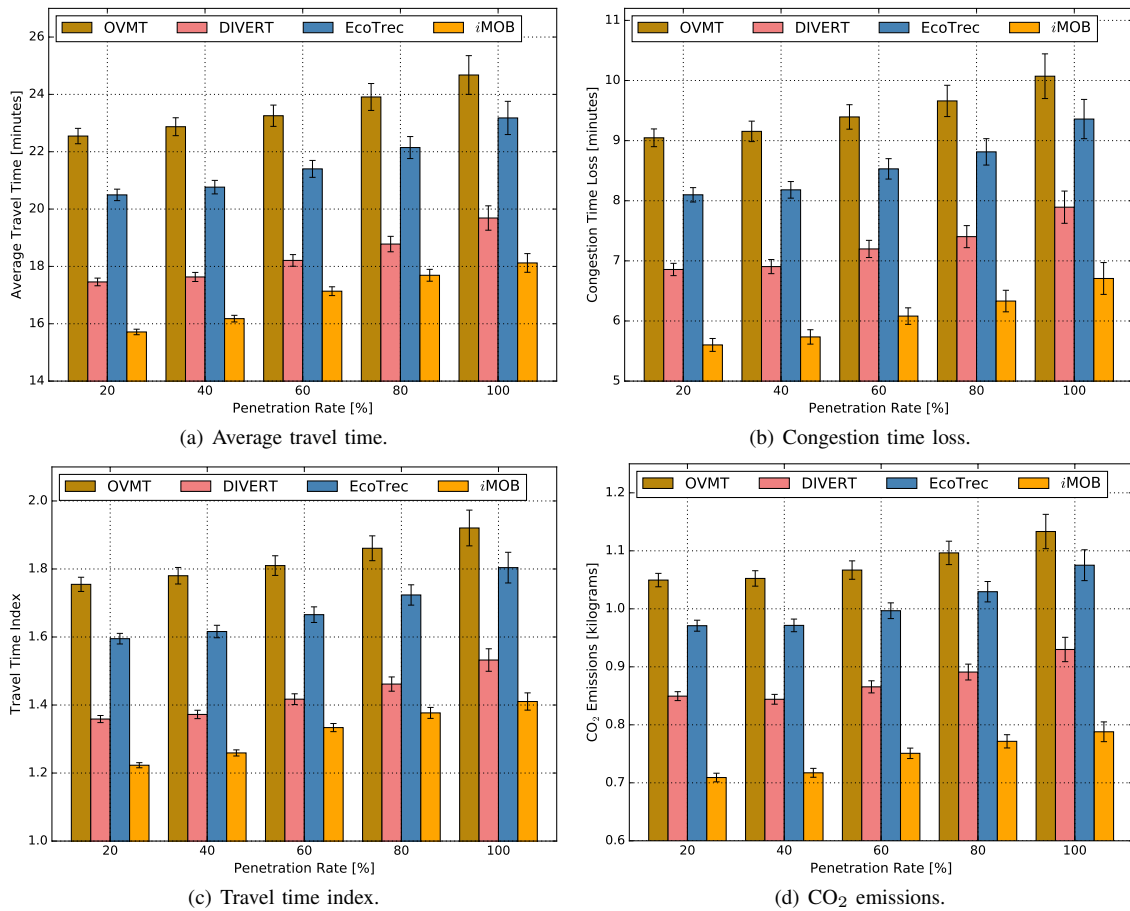 OVMT DIVERT EcoTrec iMOB
26
24
22
20
18
16
14
Average Travel Time [minutes]
20 40 60 80 100
Penetration Rate [%]
(a) Average travel time.
OVMT DIVERT EcoTrec iMOB
11
10
9
8
7
6
5
Congestion Time Loss [minutes]
20 40 60 80 100
Penetration Rate [%]
(b) Congestion time loss.
OVMT DIVERT EcoTrec iMOB
2.0
1.8
1.6
1.4
1.2
1.0
Travel Time Index
20 40 60 80 100
Penetration Rate [%]
(c) Travel time index.
OVMT DIVERT EcoTrec iMOB
1.2
1.1
1.0
0.9
0.8
0.7
0.6
CO₂ Emissions [kilograms]
20 40 60 80 100
Penetration Rate [%]
(d) CO₂ emissions.